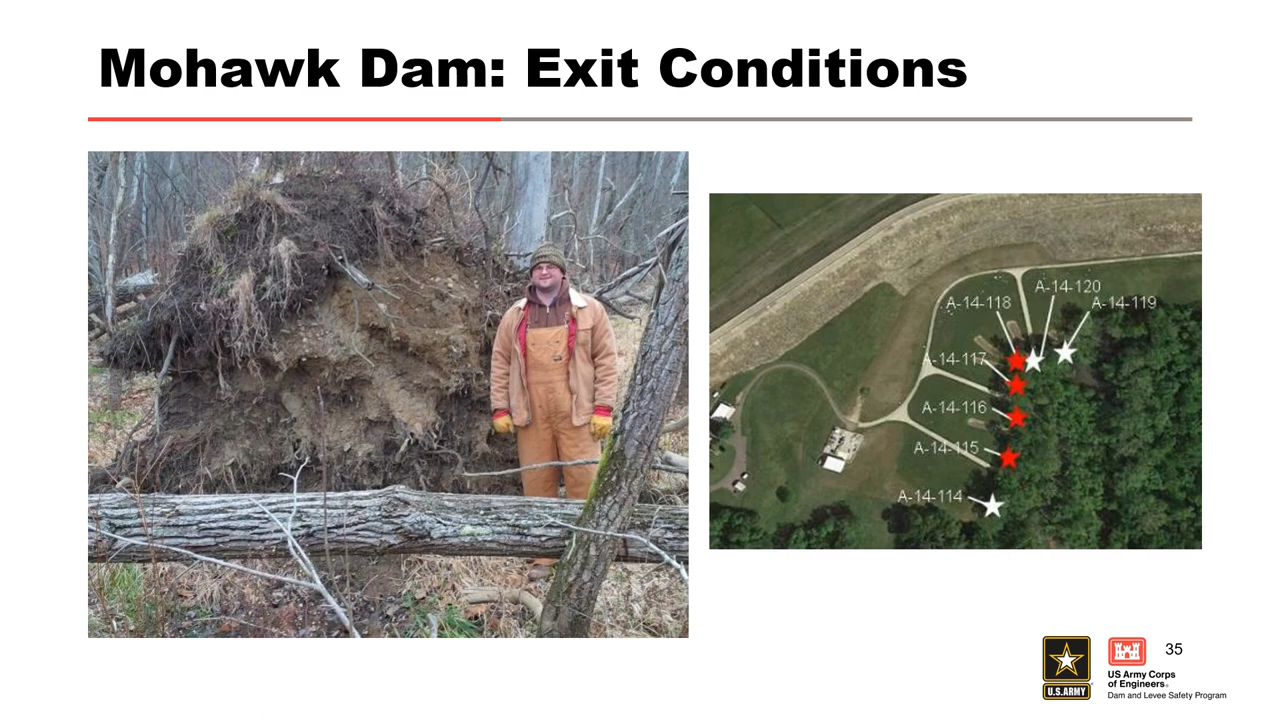 Mohawk Dam: Exit Conditions
A-14-120
A-14-118
A-14-119
A-14-117
A-14-116
A-14-115
A-14-114
35
U.S.ARMY
US Army Corps
of Engineers®
Dam and Levee Safety Program